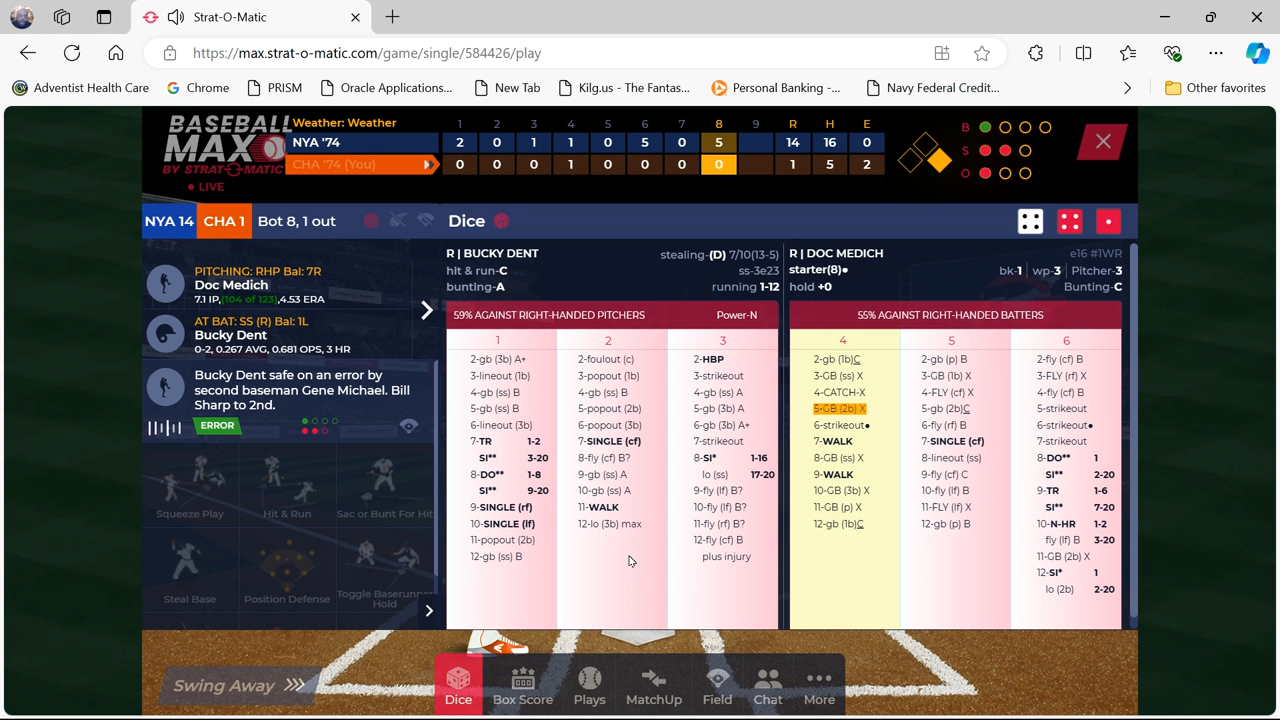 Strat-O-Matic
https://max.strat-o-matic.com/game/single/584426/play
Adventist Health Care
Chrome
PRISM
Oracle Applications...
New Tab
Kilg.us - The Fantas...
Personal Banking -...
Navy Federal Credit...
Other favorites
BASEBALL MAX BY STRAT-O-MATIC
LIVE
Weather: Weather 1 2 3 4 5 6 7 8 9 R H E
NYA '74 2 0 1 1 0 5 0 5 14 16 0
CHA '74 (You) 0 0 0 1 0 0 0 0 1 5 2
B
S
O
NYA 14 CHA 1 Bot 8, 1 out
Dice
PITCHING: RHP Bal: 7R
Doc Medich
7.1 IP,(104 of 123),4.53 ERA
AT BAT: SS (R) Bal: 1L
Bucky Dent
0-2, 0.267 AVG, 0.681 OPS, 3 HR
Bucky Dent safe on an error by
second baseman Gene Michael. Bill
Sharp to 2nd.
ERROR
Squeeze Play
Hit & Run
Sac or Bunt For Hit
Steal Base
Position Defense
Toggle Baserunner
Hold
R | BUCKY DENT
stealing-(D) 7/10(13-5)
hit & run-C
ss-3e23
bunting-A
running 1-12
59% AGAINST RIGHT-HANDED PITCHERS Power-N
1
2-gb (3b) A+
3-lineout (1b)
4-gb (ss) B
5-gb (ss) B
6-lineout (3b)
7-TR 1-2
SI** 3-20
8-DO** 1-8
SI** 9-20
9-SINGLE (rf)
10-SINGLE (lf)
11-popout (2b)
12-gb (ss) B
2
2-foulout (c)
3-popout (1b)
4-gb (ss) B
5-popout (2b)
6-popout (3b)
7-SINGLE (cf)
8-fly (cf) B?
9-gb (ss) A
10-gb (ss) A
11-WALK
12-lo (3b) max
3
2-HBP
3-strikeout
4-gb (ss) A
5-gb (3b) A
6-gb (3b) A+
7-strikeout
8-SI* 1-16
lo (ss) 17-20
9-fly (lf) B?
10-fly (lf) B?
11-fly (rf) B?
12-fly (cf) B
plus injury
R | DOC MEDICH
e16 #1WR
starter(8)●
bk-1 wp-3 Pitcher-3
hold +0
Bunting-C
55% AGAINST RIGHT-HANDED BATTERS
4
2-gb (1b)C
3-GB (ss) X
4-CATCH-X
5-GB (2b) X
6-strikeout●
7-WALK
8-GB (ss) X
9-WALK
10-GB (3b) X
11-GB (p) X
12-gb (1b)C
5
2-gb (p) B
3-GB (1b) X
4-FLY (cf) X
5-gb (2b)C
6-fly (rf) B
7-SINGLE (cf)
8-lineout (ss)
9-fly (cf) C
10-fly (lf) B
11-FLY (lf) X
12-gb (p) B
6
2-fly (cf) B
3-FLY (rf) X
4-fly (cf) B
5-strikeout
6-strikeout●
7-strikeout
8-DO** 1
SI** 2-20
9-TR 1-6
SI** 7-20
10-N-HR 1-2
fly (lf) B 3-20
11-GB (2b) X
12-SI* 1
lo (2b) 2-20
Swing Away
Dice
Box Score
Plays
MatchUp
Field
Chat
More